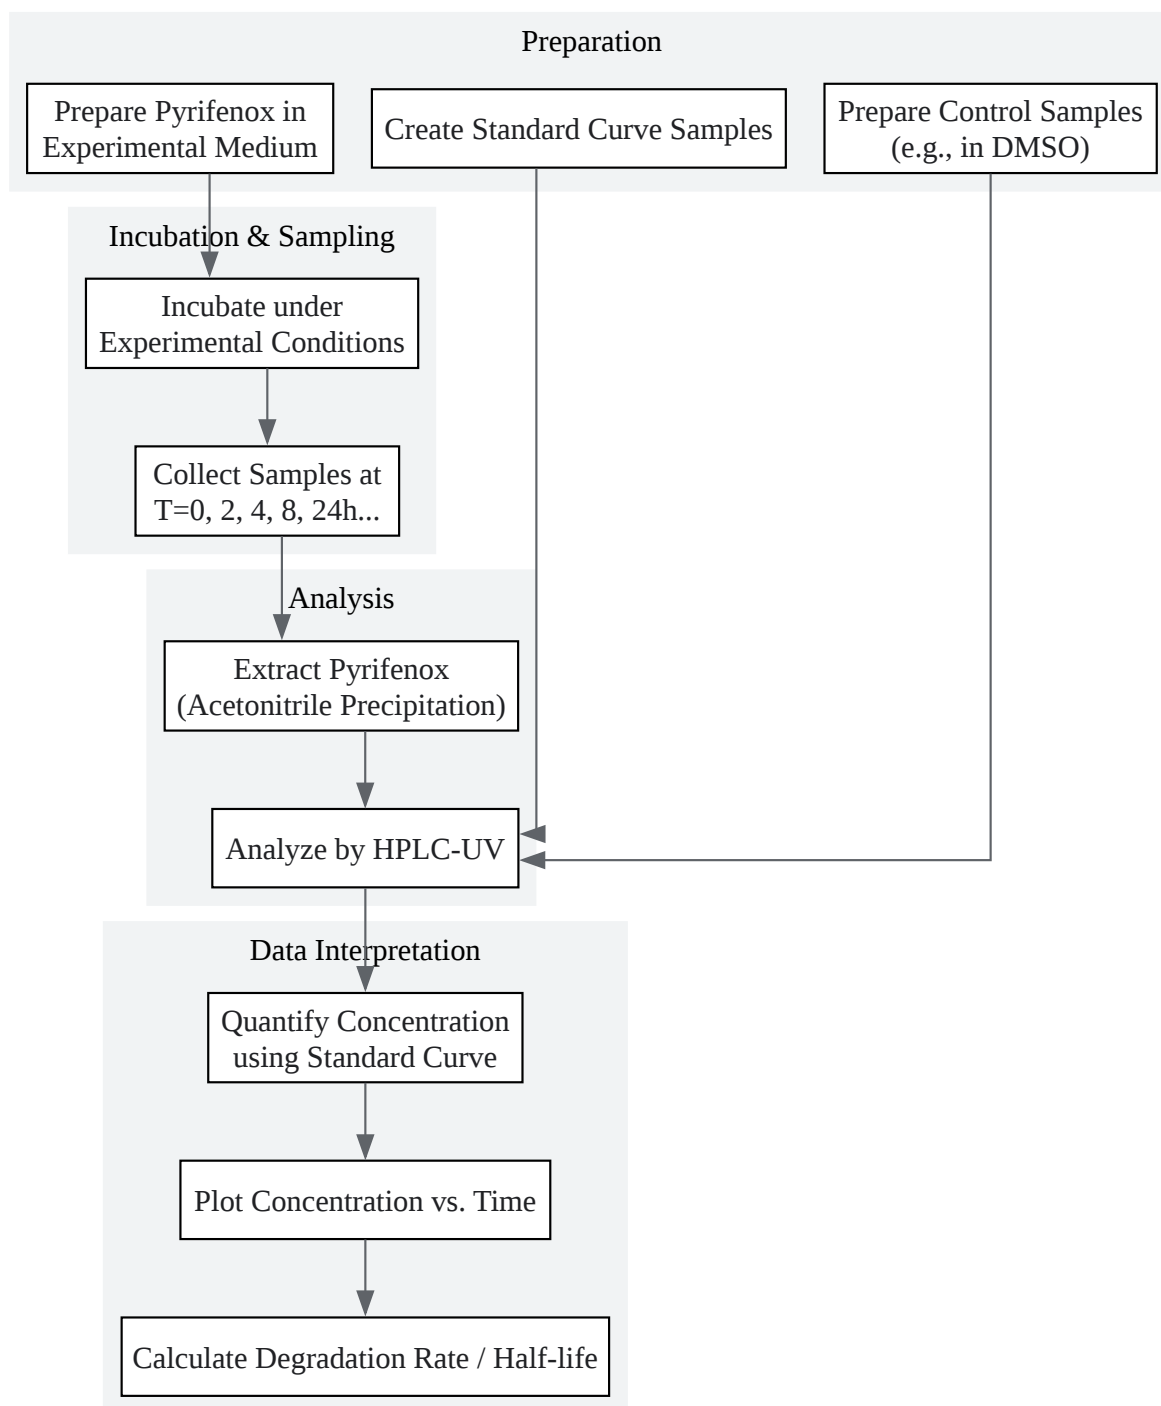 Preparation
Prepare Pyrifenox in
Experimental Medium
Create Standard Curve Samples
Prepare Control Samples
(e.g., in DMSO)
Incubation & Sampling
Incubate under
Experimental Conditions
Collect Samples at
T=0, 2, 4, 8, 24h...
Analysis
Extract Pyrifenox
(Acetonitrile Precipitation)
Analyze by HPLC-UV
Data Interpretation
Quantify Concentration
using Standard Curve
Plot Concentration vs. Time
Calculate Degradation Rate / Half-life